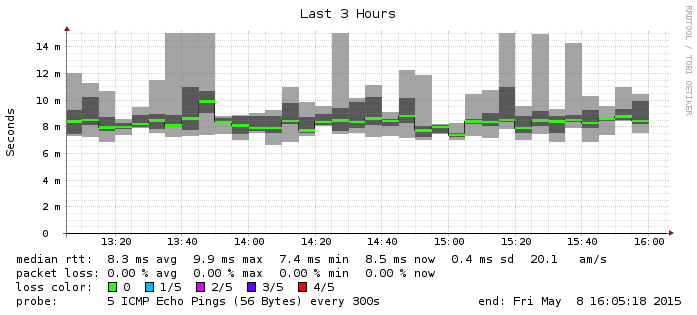 Last 3 Hours
RRDTOOL / TOBI OETIKER
Seconds
14 m
12 m
10 m
8 m
6 m
4 m
2 m
0
13:20 13:40 14:00 14:20 14:40 15:00 15:20 15:40 16:00
median rtt: 8.3 ms avg 9.9 ms max 7.4 ms min 8.5 ms now 0.4 ms sd 20.1 am/s
packet loss: 0.00 % avg 0.00 % max 0.00 % min 0.00 % now
loss color: 0 1/5 2/5 3/5 4/5
probe: 5 ICMP Echo Pings (56 Bytes) every 300s end: Fri May 8 16:05:18 2015